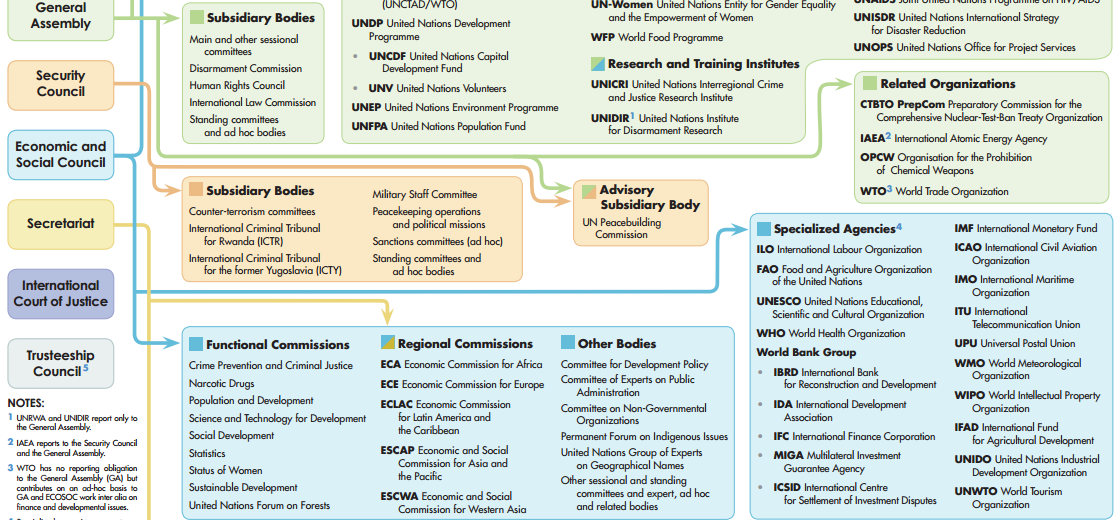 General
Assembly
Security
Council
Economic and
Social Council
Secretariat
International
Court of Justice
Trusteeship
Council5
NOTES:
1 UNRWA and UNIDIR report only to
the General Assembly.
2 IAEA reports to the Security Council
and the General Assembly.
3 WTO has no reporting obligation
to the General Assembly (GA) but
contributes on an ad-hoc basis to
GA and ECOSOC work inter alia on
finance and developmental issues.
Subsidiary Bodies
Main and other sessional
committees
Disarmament Commission
Human Rights Council
International Law Commission
Standing committees
and ad hoc bodies
(UNCTAD/WTO)
UNDP United Nations Development
Programme
• UNCDF United Nations Capital
Development Fund
• UNV United Nations Volunteers
UNEP United Nations Environment Programme
UNFPA United Nations Population Fund
UN-Women United Nations Entity for Gender Equality
and the Empowerment of Women
WFP World Food Programme
Research and Training Institutes
UNICRI United Nations Interregional Crime
and Justice Research Institute
UNIDIR1 United Nations Institute
for Disarmament Research
UNAIDS Joint United Nations Programme on HIV/AIDS
UNISDR United Nations International Strategy
for Disaster Reduction
UNOPS United Nations Office for Project Services
Related Organizations
CTBTO PrepCom Preparatory Commission for the
Comprehensive Nuclear-Test-Ban Treaty Organization
IAEA2 International Atomic Energy Agency
OPCW Organisation for the Prohibition
of Chemical Weapons
WTO3 World Trade Organization
Subsidiary Bodies
Counter-terrorism committees
International Criminal Tribunal
for Rwanda (ICTR)
International Criminal Tribunal
for the former Yugoslavia (ICTY)
Military Staff Committee
Peacekeeping operations
and political missions
Sanctions committees (ad hoc)
Standing committees and
ad hoc bodies
Advisory
Subsidiary Body
UN Peacebuilding
Commission
Functional Commissions
Crime Prevention and Criminal Justice
Narcotic Drugs
Population and Development
Science and Technology for Development
Social Development
Statistics
Status of Women
Sustainable Development
United Nations Forum on Forests
Regional Commissions
ECA Economic Commission for Africa
ECE Economic Commission for Europe
ECLAC Economic Commission
for Latin America and
the Caribbean
ESCAP Economic and Social
Commission for Asia and
the Pacific
ESCWA Economic and Social
Commission for Western Asia
Other Bodies
Committee for Development Policy
Committee of Experts on Public
Administration
Committee on Non-Governmental
Organizations
Permanent Forum on Indigenous Issues
United Nations Group of Experts
on Geographical Names
Other sessional and standing
committees and expert, ad hoc
and related bodies
Specialized Agencies4
ILO International Labour Organization
FAO Food and Agriculture Organization
of the United Nations
UNESCO United Nations Educational,
Scientific and Cultural Organization
WHO World Health Organization
World Bank Group
• IBRD International Bank
for Reconstruction and Development
• IDA International Development
Association
• IFC International Finance Corporation
• MIGA Multilateral Investment
Guarantee Agency
• ICSID International Centre
for Settlement of Investment Disputes
IMF International Monetary Fund
ICAO International Civil Aviation
Organization
IMO International Maritime
Organization
ITU International
Telecommunication Union
UPU Universal Postal Union
WMO World Meteorological
Organization
WIPO World Intellectual Property
Organization
IFAD International Fund
for Agricultural Development
UNIDO United Nations Industrial
Development Organization
UNWTO World Tourism
Organization